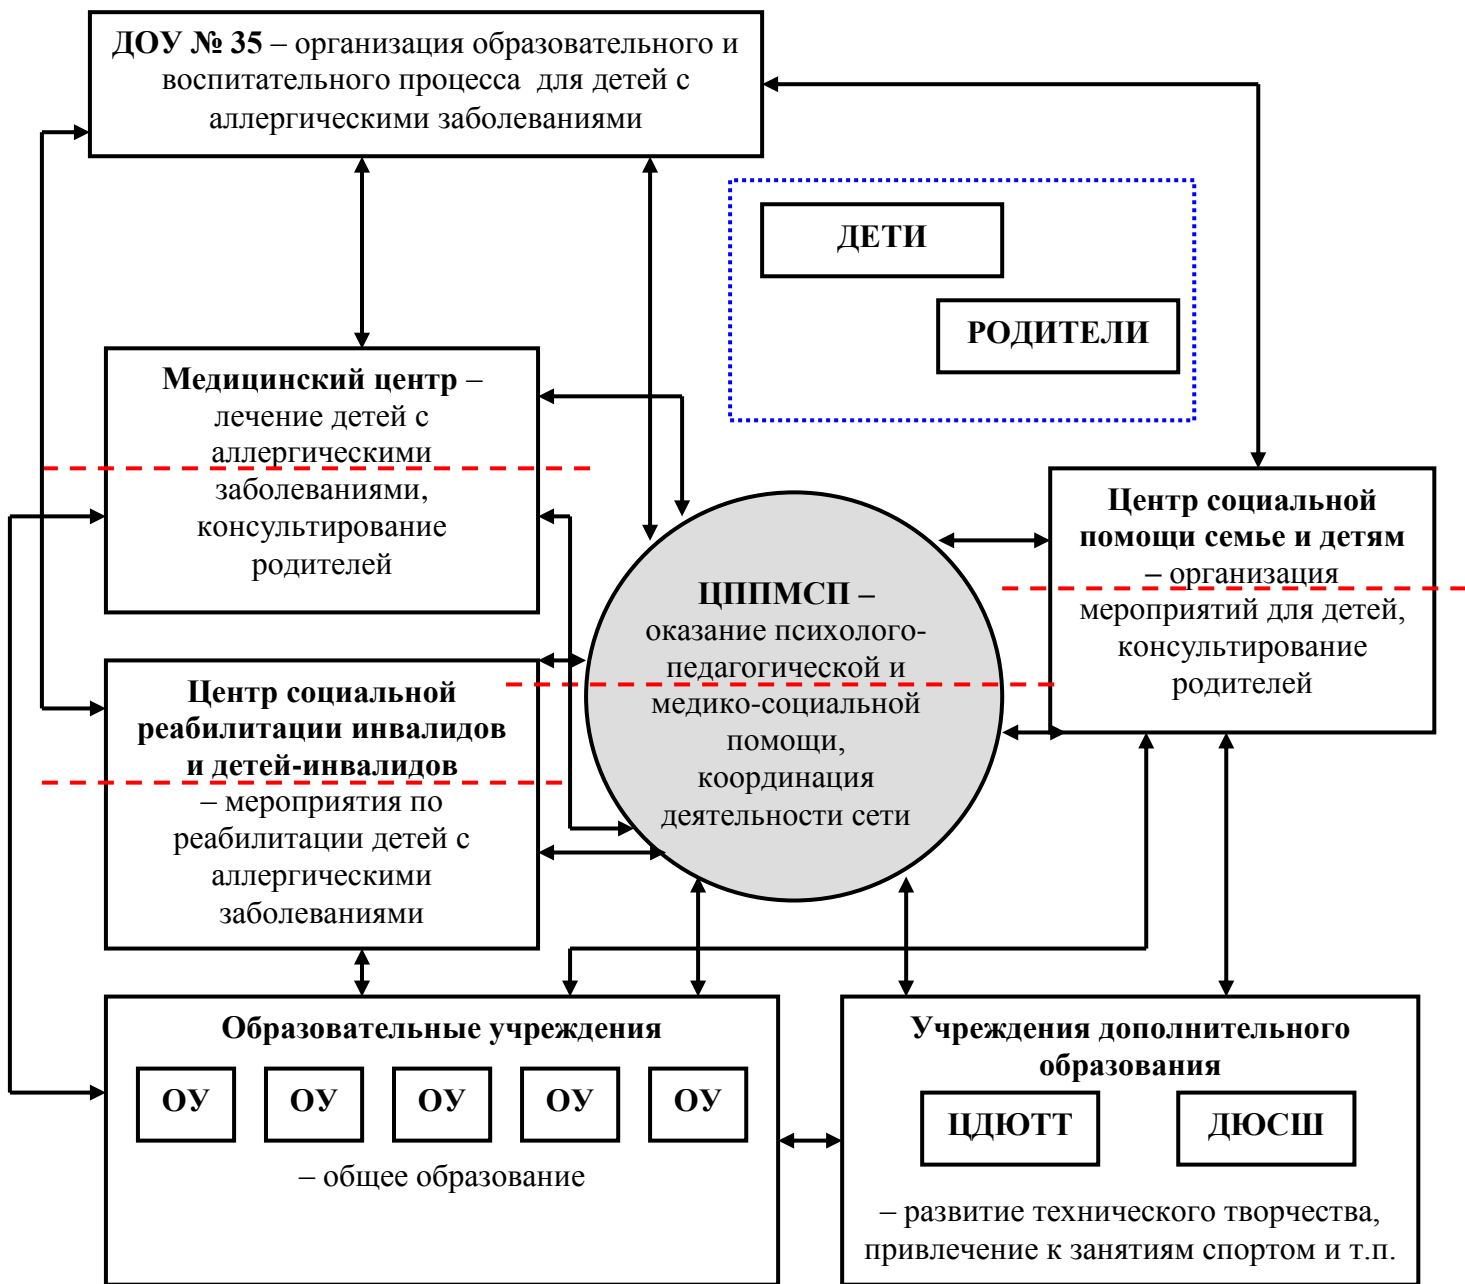 ДОУ № 35 – организация образовательного и
воспитательного процесса для детей с
аллергическими заболеваниями
ДЕТИ
РОДИТЕЛИ
Медицинский центр –
лечение детей с
аллергическими
заболеваниями,
консультирование
родителей
Центр социальной
помощи семье и детям
– организация
мероприятий для детей,
консультирование
родителей
ЦППМСП –
оказание психолого-
педагогической и
медико-социальной
помощи,
координация
деятельности сети
Центр социальной
реабилитации инвалидов
и детей-инвалидов
– мероприятия по
реабилитации детей с
аллергическими
заболеваниями
Образовательные учреждения
ОУ ОУ ОУ ОУ ОУ
– общее образование
Учреждения дополнительного
образования
ЦДЮТТ ДЮСШ
– развитие технического творчества,
привлечение к занятиям спортом и т.п.